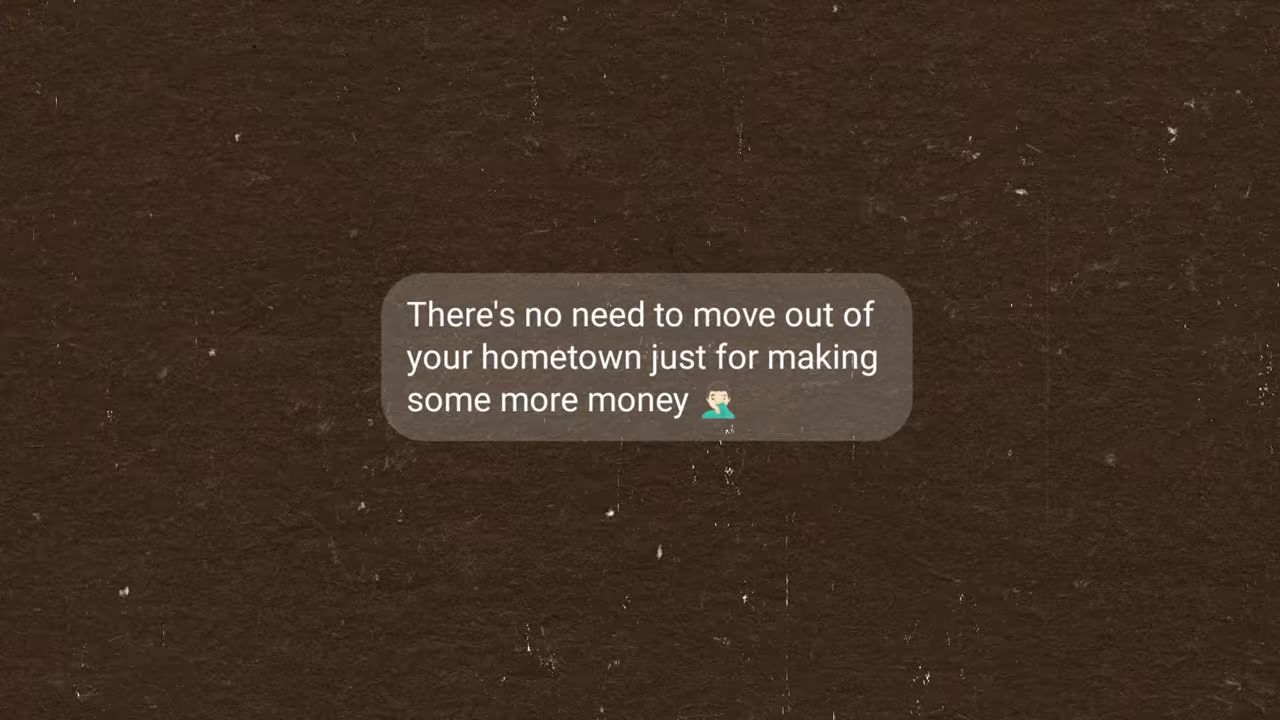 There's no need to move out of
your hometown just for making
some more money 🤦🏻‍♂️